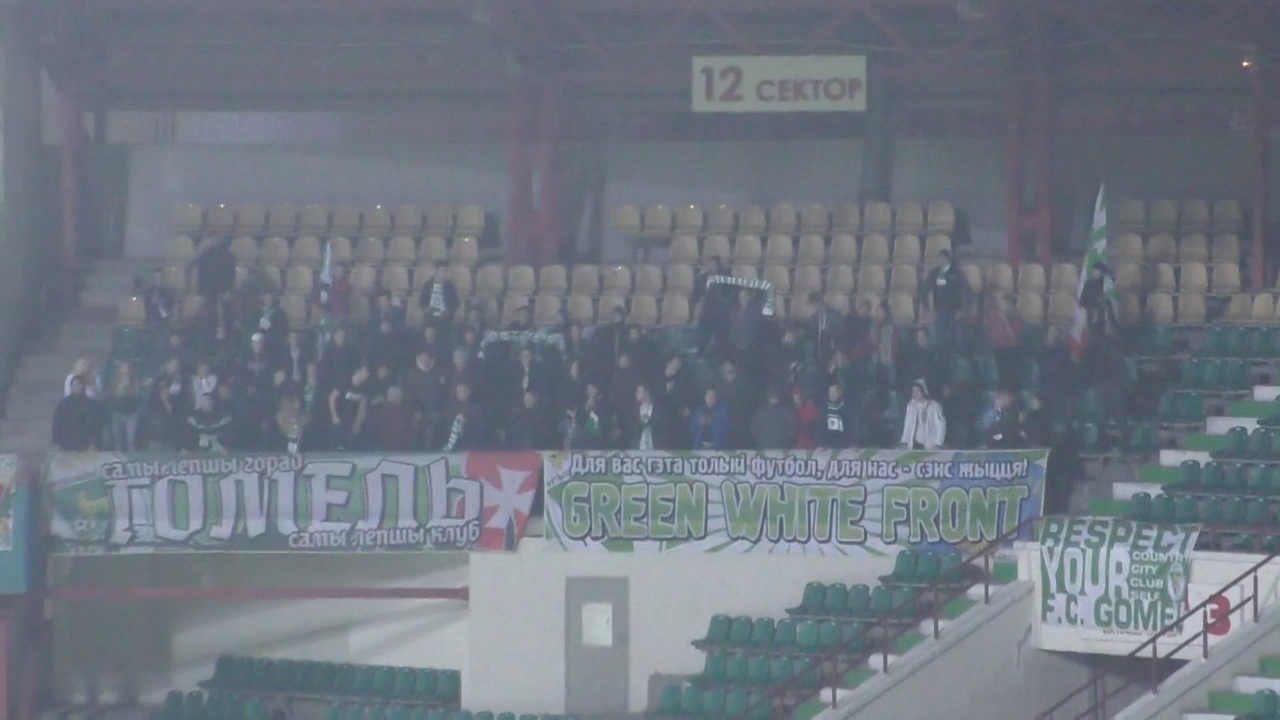 12 СЕКТОР
самы лепшы горад
ГОМЕЛЬ
самы лепшы клуб
Для вас гэта толькі футбол, для нас - сэнс жыцця!
GREEN WHITE FRONT
RESPECT
YOUR
COUNTRY
CITY
CLUB
SELF
F.C. GOMEL
3